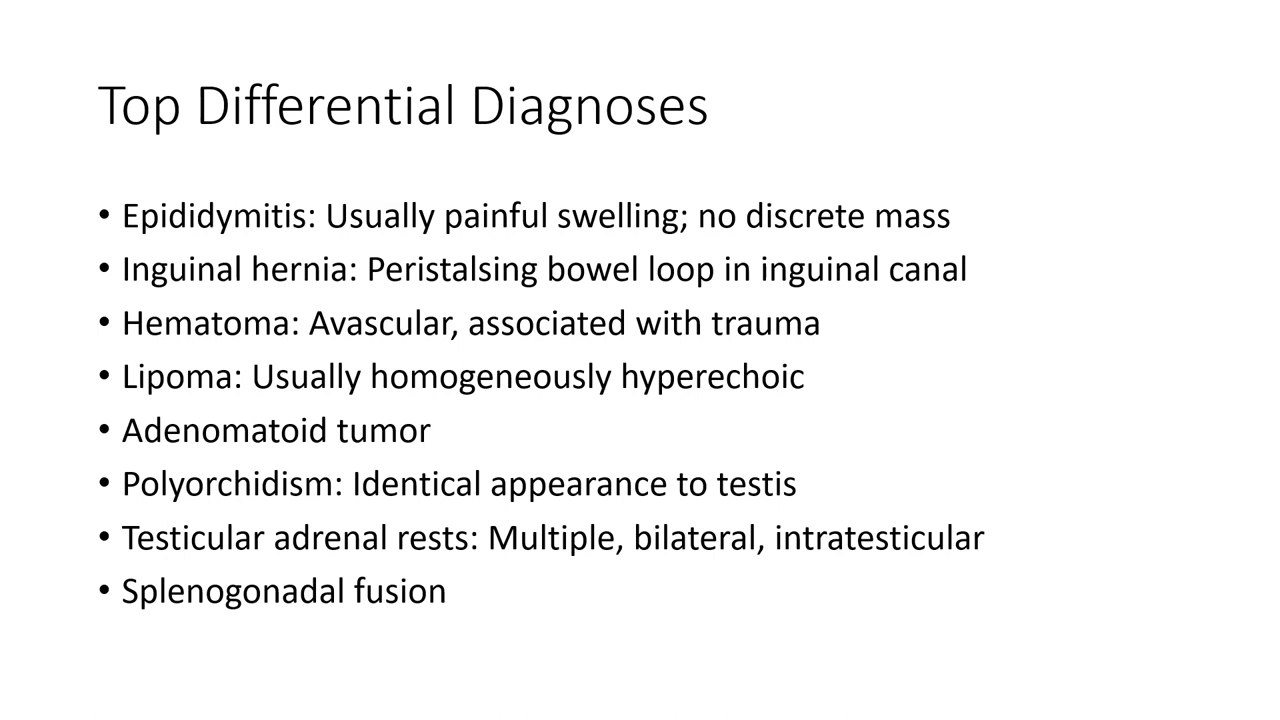 Top Differential Diagnoses
• Epididymitis: Usually painful swelling; no discrete mass
• Inguinal hernia: Peristalsing bowel loop in inguinal canal
• Hematoma: Avascular, associated with trauma
• Lipoma: Usually homogeneously hyperechoic
• Adenomatoid tumor
• Polyorchidism: Identical appearance to testis
• Testicular adrenal rests: Multiple, bilateral, intratesticular
• Splenogonadal fusion